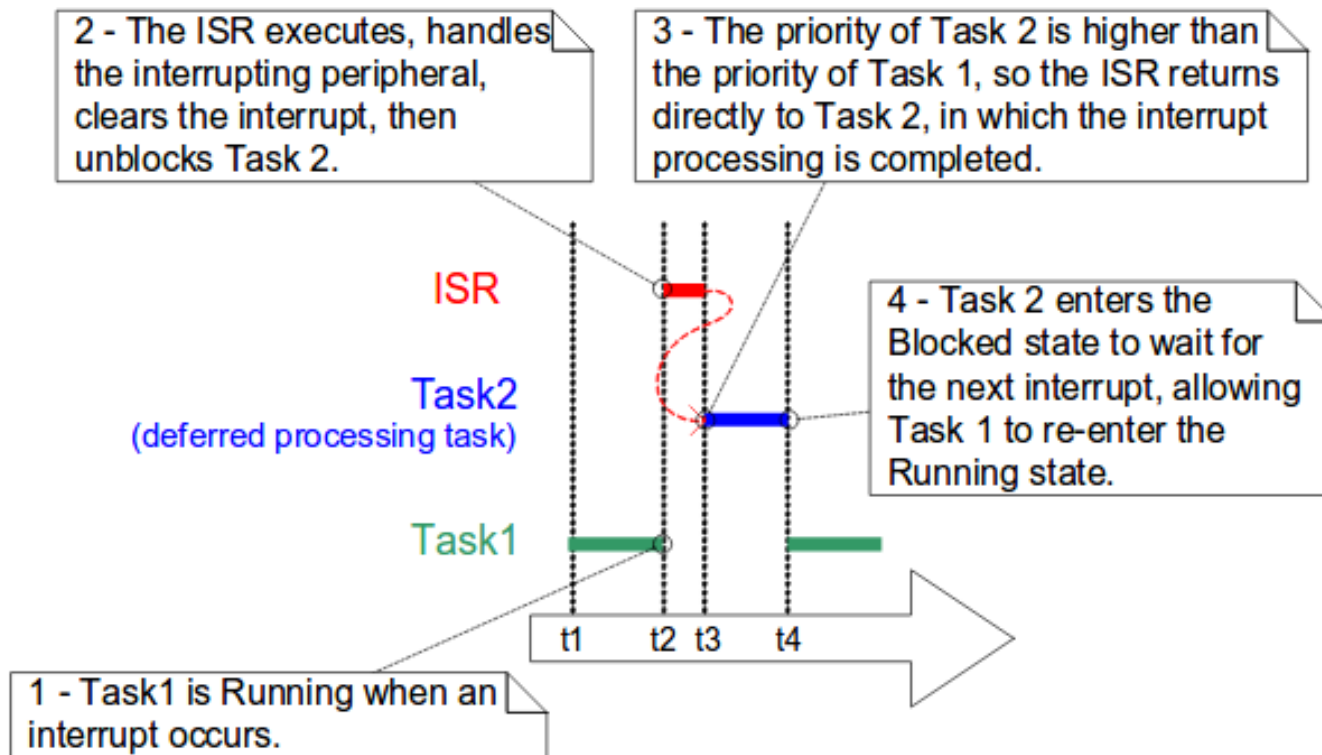 2 - The ISR executes, handles
the interrupting peripheral,
clears the interrupt, then
unblocks Task 2.
3 - The priority of Task 2 is higher than
the priority of Task 1, so the ISR returns
directly to Task 2, in which the interrupt
processing is completed.
ISR
4 - Task 2 enters the
Blocked state to wait for
the next interrupt, allowing
Task 1 to re-enter the
Running state.
Task2
(deferred processing task)
Task1
t1 t2 t3 t4
1 - Task1 is Running when an
interrupt occurs.